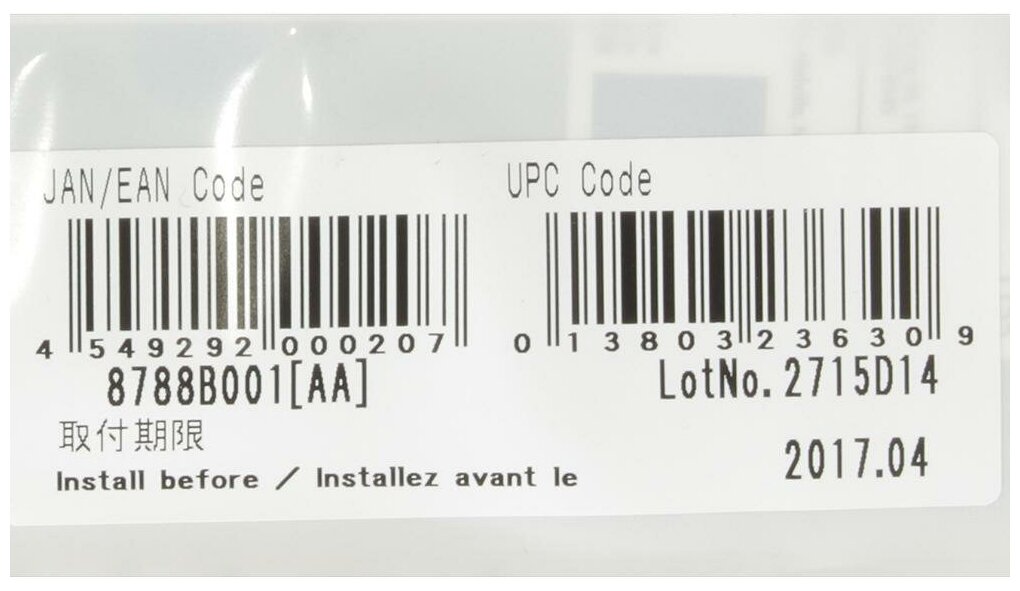 JAN/EAN Code
4 549292 000207
8788B001[AA]
UPC Code
0 13803 23630 9
LotNo. 2715D14
取付期限
Install before / Installez avant le
2017.04